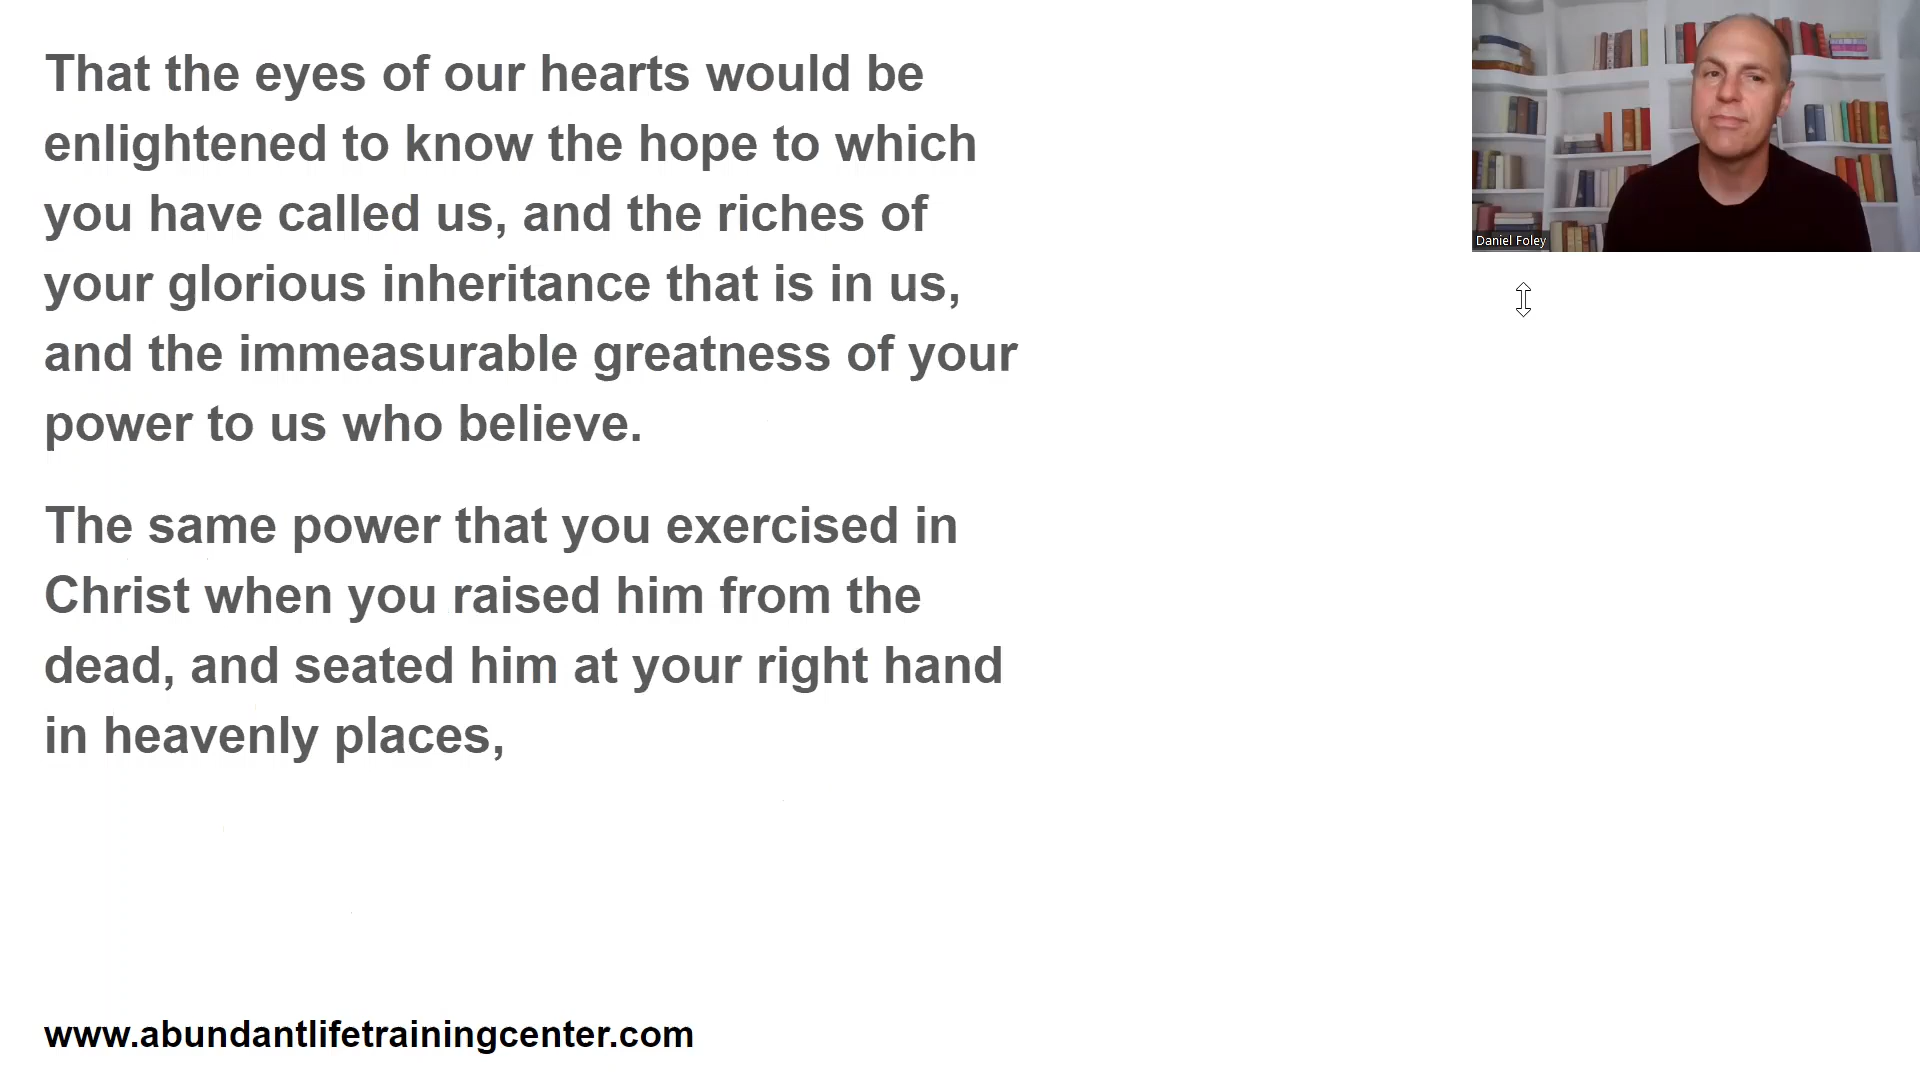 That the eyes of our hearts would be
enlightened to know the hope to which
you have called us, and the riches of
your glorious inheritance that is in us,
and the immeasurable greatness of your
power to us who believe.
The same power that you exercised in
Christ when you raised him from the
dead, and seated him at your right hand
in heavenly places,
www.abundantlifetrainingcenter.com
Daniel Foley